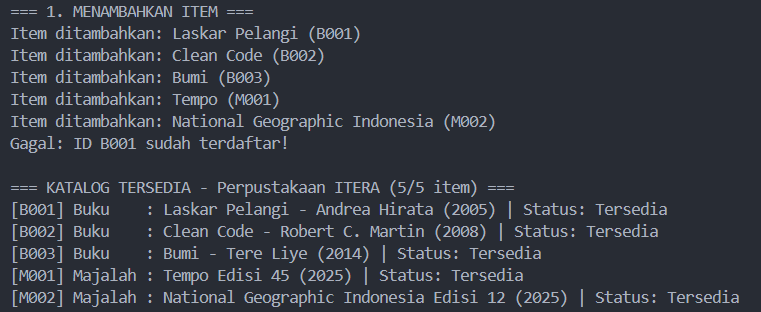 === 1. MENAMBAHKAN ITEM ===
Item ditambahkan: Laskar Pelangi (B001)
Item ditambahkan: Clean Code (B002)
Item ditambahkan: Bumi (B003)
Item ditambahkan: Tempo (M001)
Item ditambahkan: National Geographic Indonesia (M002)
Gagal: ID B001 sudah terdaftar!

=== KATALOG TERSEDIA - Perpustakaan ITERA (5/5 item) ===
[B001] Buku    : Laskar Pelangi - Andrea Hirata (2005) | Status: Tersedia
[B002] Buku    : Clean Code - Robert C. Martin (2008) | Status: Tersedia
[B003] Buku    : Bumi - Tere Liye (2014) | Status: Tersedia
[M001] Majalah : Tempo Edisi 45 (2025) | Status: Tersedia
[M002] Majalah : National Geographic Indonesia Edisi 12 (2025) | Status: Tersedia